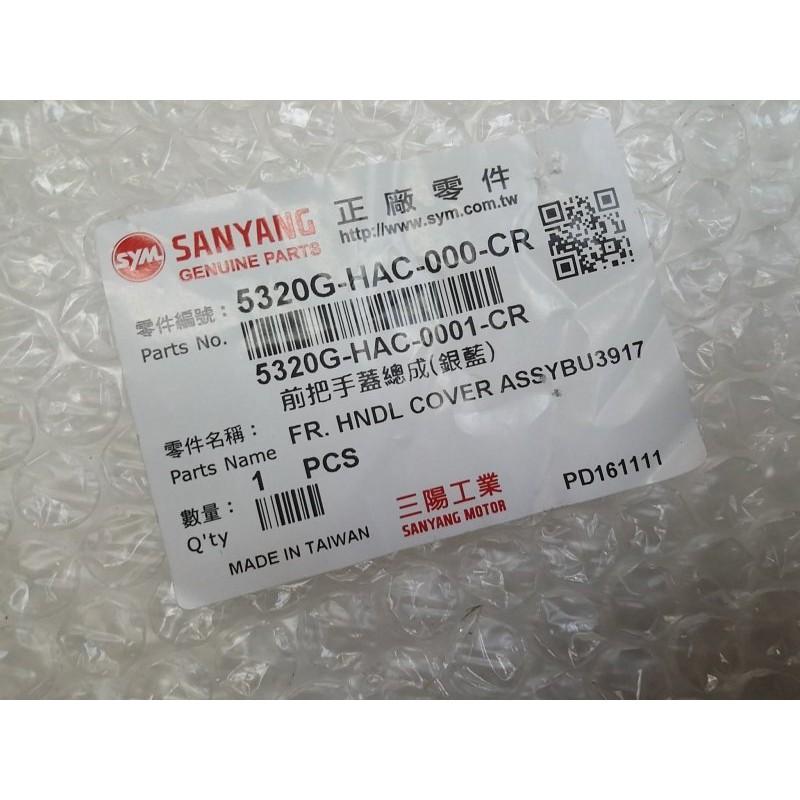 SYM SANYANG 正廠零件
GENUINE PARTS http://www.sym.com.tw
零件編號: 5320G-HAC-000-CR
Parts No.
5320G-HAC-0001-CR
前把手蓋總成(銀藍)
零件名稱: FR. HNDL COVER ASSYBU3917
Parts Name
數量: 1 PCS
Q'ty
MADE IN TAIWAN
三陽工業
SANYANG MOTOR
PD161111